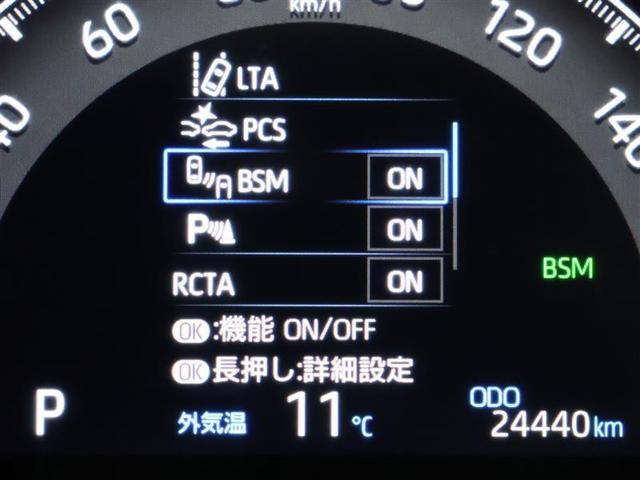 km/h
60
120
140
LTA
PCS
BSM ON
P ON
RCTA ON
BSM
OK:機能 ON/OFF
OK長押し:詳細設定
P
外気温 11℃
ODO
24440km